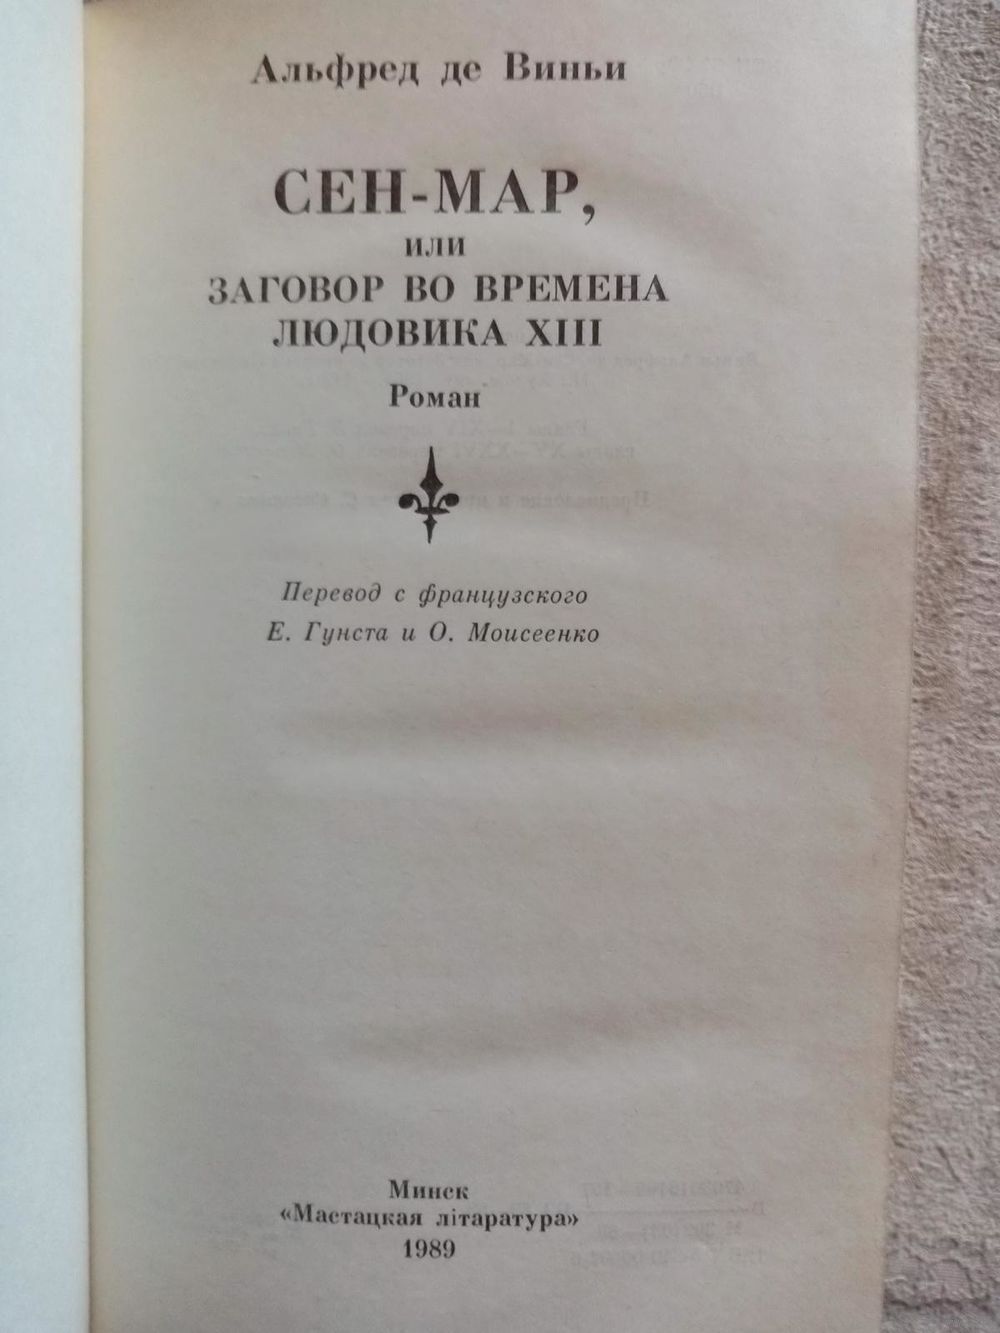 Альфред де Виньи
СЕН-МАР,
или
ЗАГОВОР ВО ВРЕМЕНА
ЛЮДОВИКА XIII
Роман
Перевод с французского
Е. Гунста и О. Моисеенко
Минск
«Мастацкая літаратура»
1989